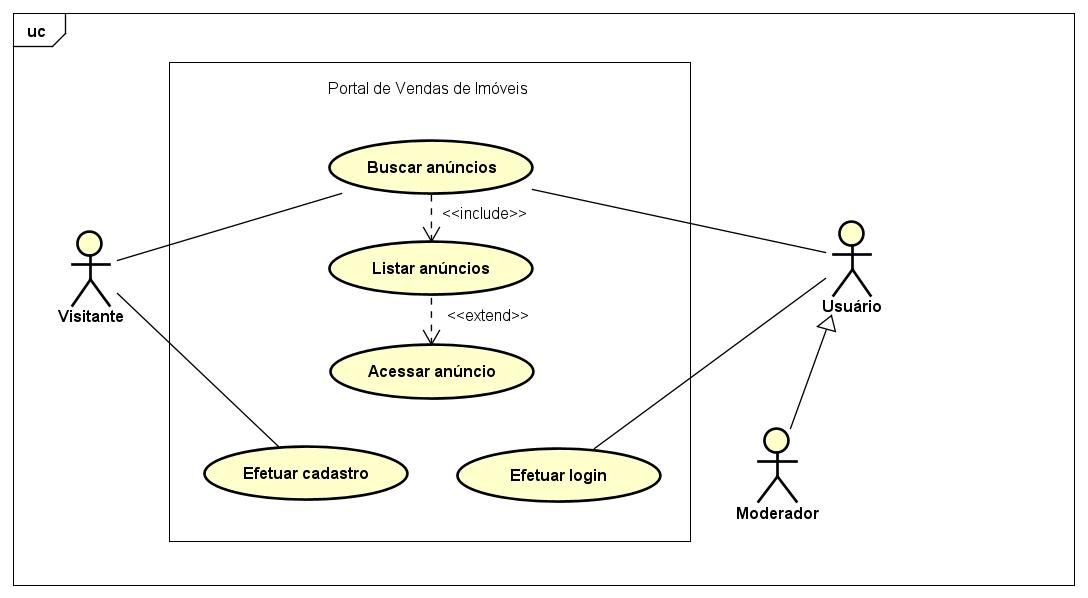 uc
Portal de Vendas de Imóveis
Buscar anúncios
<<include>>
Listar anúncios
Visitante
Usuário
<<extend>>
Acessar anúncio
Efetuar cadastro
Efetuar login
Moderador